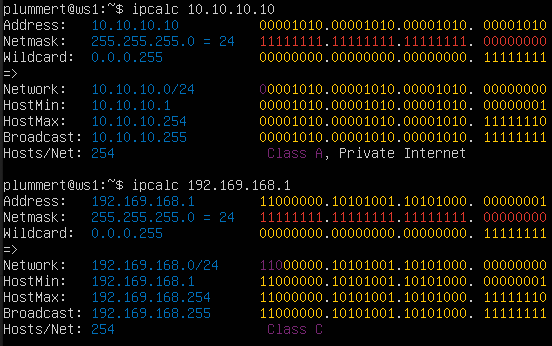 plummert@ws1:~$ ipcalc 10.10.10.10
Address:   10.10.10.10          00001010.00001010.00001010. 00001010
Netmask:   255.255.255.0 = 24   11111111.11111111.11111111. 00000000
Wildcard:  0.0.0.255            00000000.00000000.00000000. 11111111
=>
Network:   10.10.10.0/24        00001010.00001010.00001010. 00000000
HostMin:   10.10.10.1           00001010.00001010.00001010. 00000001
HostMax:   10.10.10.254         00001010.00001010.00001010. 11111110
Broadcast: 10.10.10.255         00001010.00001010.00001010. 11111111
Hosts/Net: 254                   Class A, Private Internet
plummert@ws1:~$ ipcalc 192.169.168.1
Address:   192.169.168.1        11000000.10101001.10101000. 00000001
Netmask:   255.255.255.0 = 24   11111111.11111111.11111111. 00000000
Wildcard:  0.0.0.255            00000000.00000000.00000000. 11111111
=>
Network:   192.169.168.0/24     11000000.10101001.10101000. 00000000
HostMin:   192.169.168.1        11000000.10101001.10101000. 00000001
HostMax:   192.169.168.254      11000000.10101001.10101000. 11111110
Broadcast: 192.169.168.255      11000000.10101001.10101000. 11111111
Hosts/Net: 254                   Class C